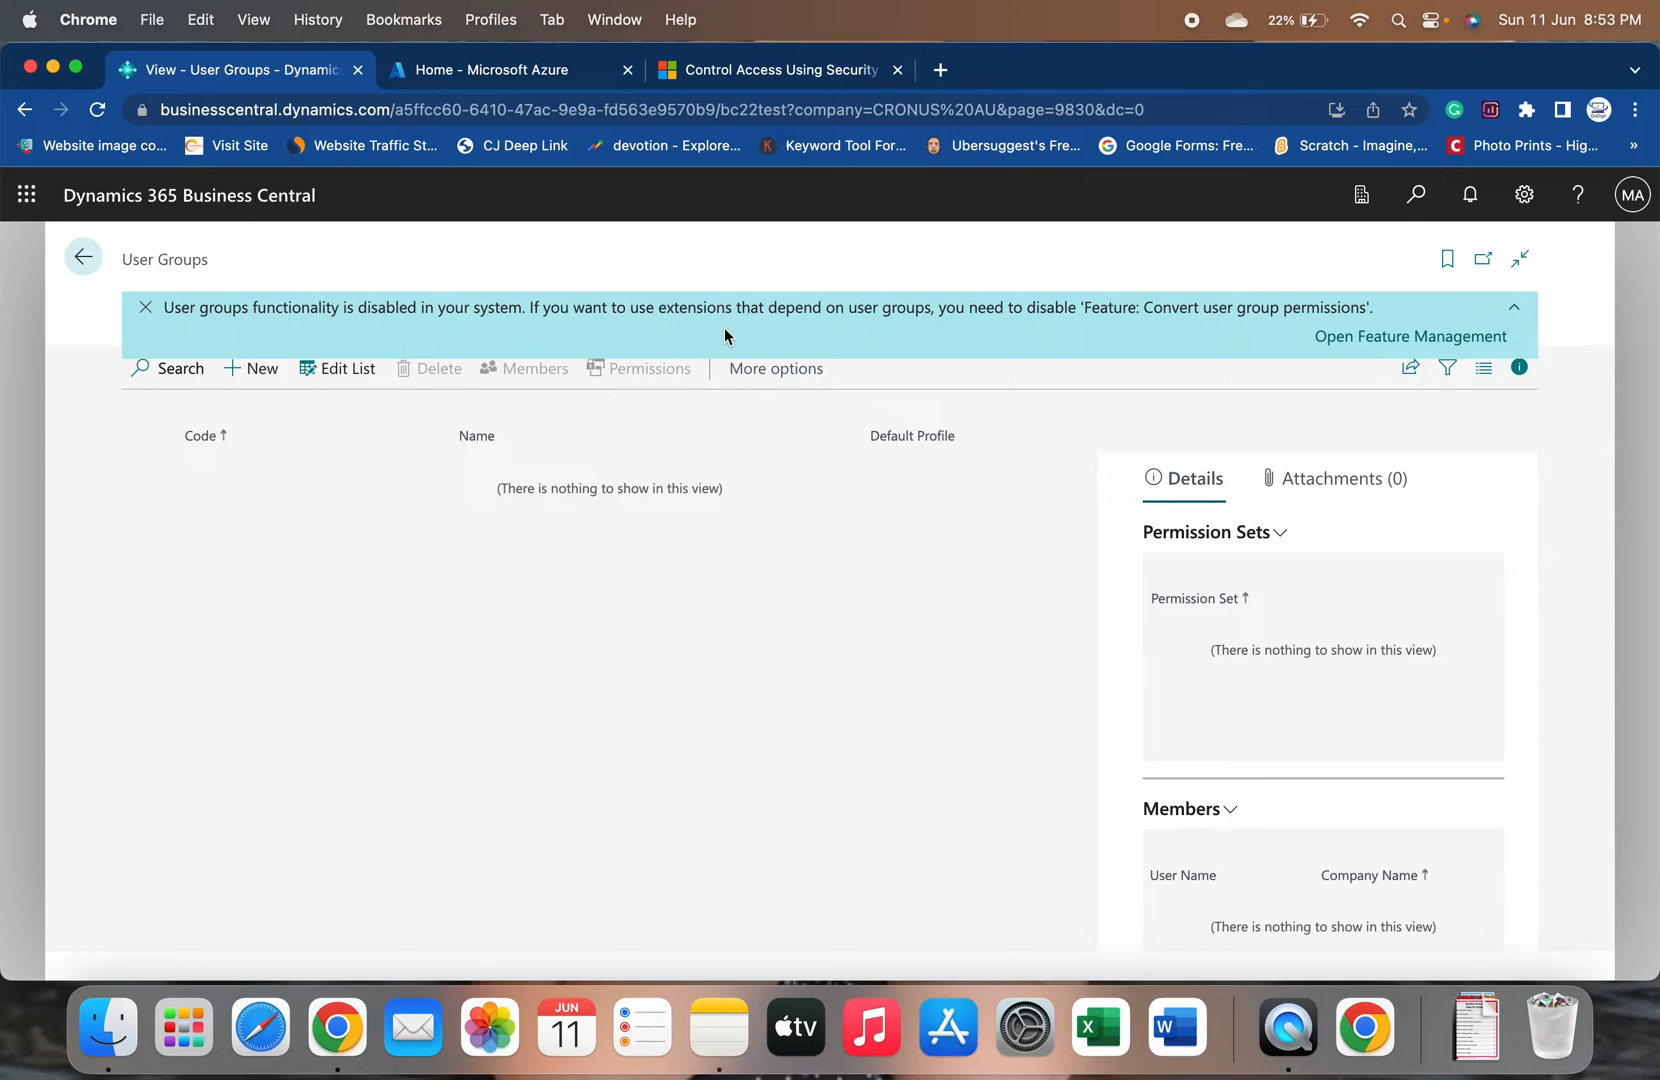 Chrome File Edit View History Bookmarks Profiles Tab Window Help 22% Sun 11 Jun 8:53 PM
View - User Groups - Dynamic Home - Microsoft Azure Control Access Using Security
businesscentral.dynamics.com/a5ffcc60-6410-47ac-9e9a-fd563e9570b9/bc22test?company=CRONUS%20AU&page=9830&dc=0
Website image co... Visit Site Website Traffic St... CJ Deep Link devotion - Explore... Keyword Tool For... Ubersuggest's Fre... Google Forms: Fre... Scratch - Imagine,... Photo Prints - Hig... »
Dynamics 365 Business Central MA
User Groups
User groups functionality is disabled in your system. If you want to use extensions that depend on user groups, you need to disable 'Feature: Convert user group permissions'.
Open Feature Management
Search New Edit List Delete Members Permissions More options
Code ↑ Name Default Profile
(There is nothing to show in this view)
Details Attachments (0)
Permission Sets
Permission Set ↑
(There is nothing to show in this view)
Members
User Name Company Name ↑
(There is nothing to show in this view)
JUN
11
tv